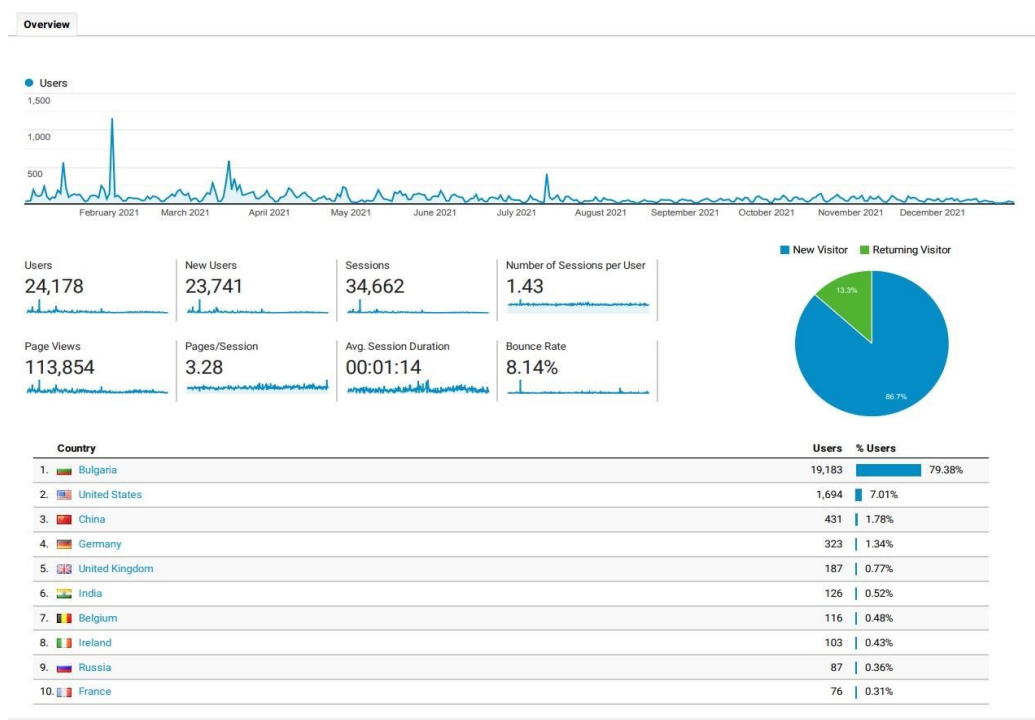 Overview
Users
1,500
1,000
500
February 2021 March 2021 April 2021 May 2021 June 2021 July 2021 August 2021 September 2021 October 2021 November 2021 December 2021
New Visitor Returning Visitor
Users New Users Sessions Number of Sessions per User
24,178 23,741 34,662 1.43
Page Views Pages/Session Avg. Session Duration Bounce Rate
113,854 3.28 00:01:14 8.14%
13.3%
86.7%
Country Users % Users
1. Bulgaria 19,183 79.38%
2. United States 1,694 7.01%
3. China 431 1.78%
4. Germany 323 1.34%
5. United Kingdom 187 0.77%
6. India 126 0.52%
7. Belgium 116 0.48%
8. Ireland 103 0.43%
9. Russia 87 0.36%
10. France 76 0.31%